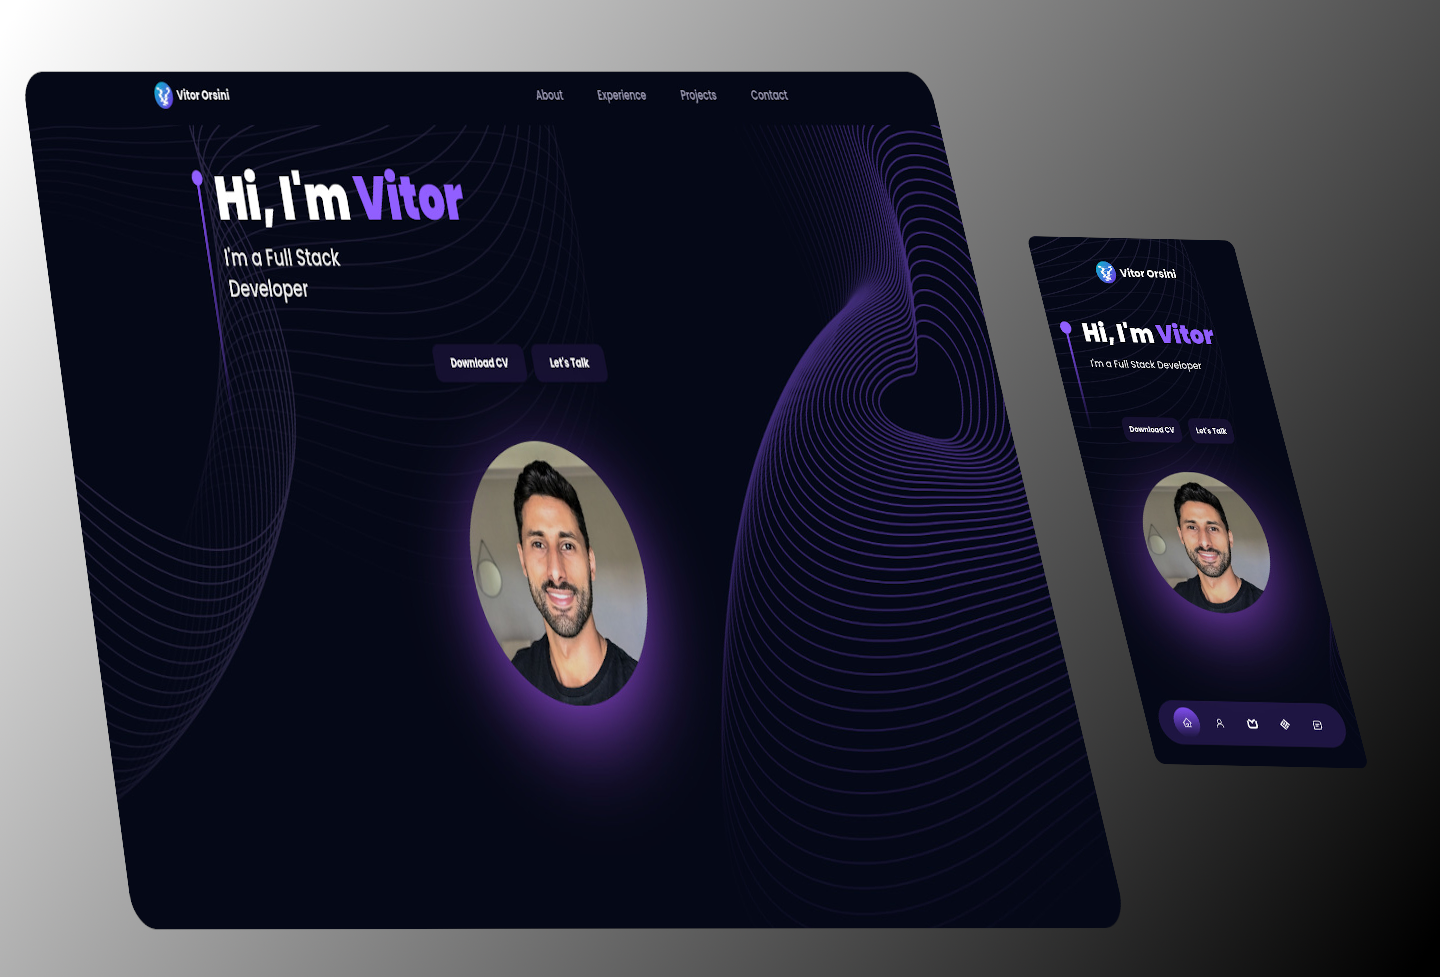 Vitor Orsini
About Experience Projects Contact
Hi, I'm Vitor
I'm a Full Stack
Developer
Download CV Let's Talk
Vitor Orsini
Hi, I'm Vitor
I'm a Full Stack Developer
Download CV Let's Talk